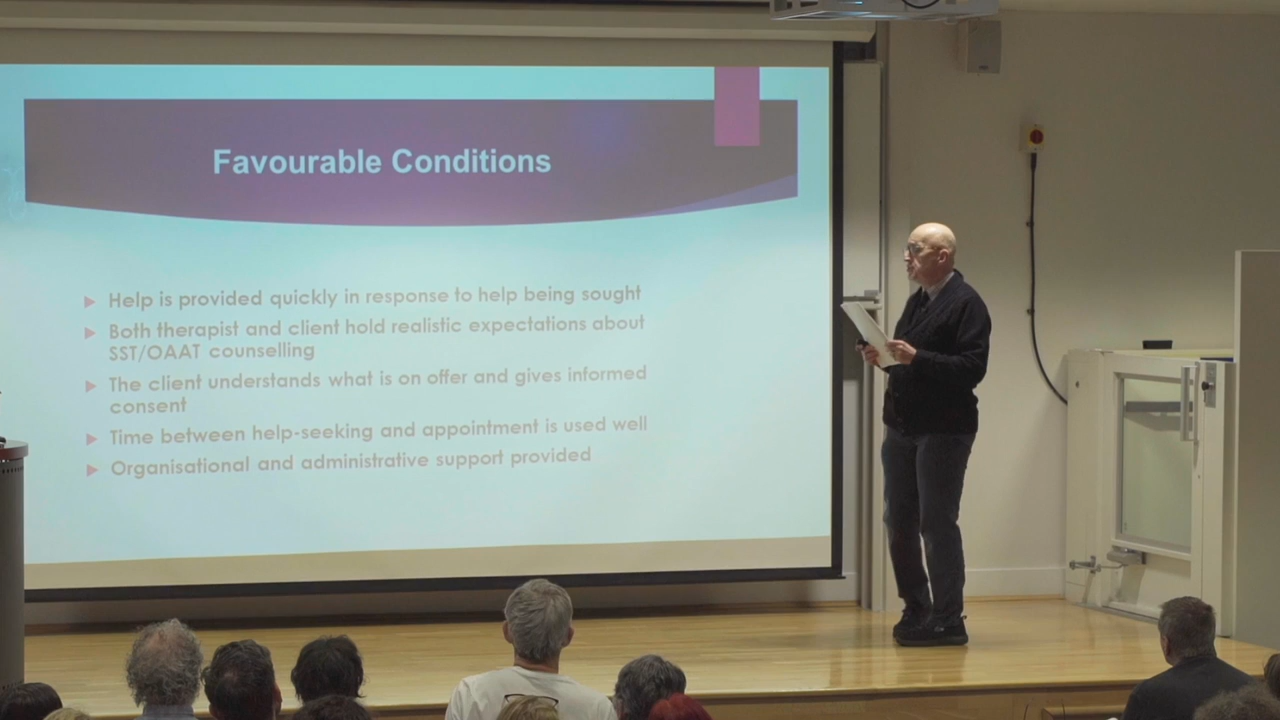 Favourable Conditions
Help is provided quickly in response to help being sought
Both therapist and client hold realistic expectations about
SST/OAAT counselling
The client understands what is on offer and gives informed
consent
Time between help-seeking and appointment is used well
Organisational and administrative support provided